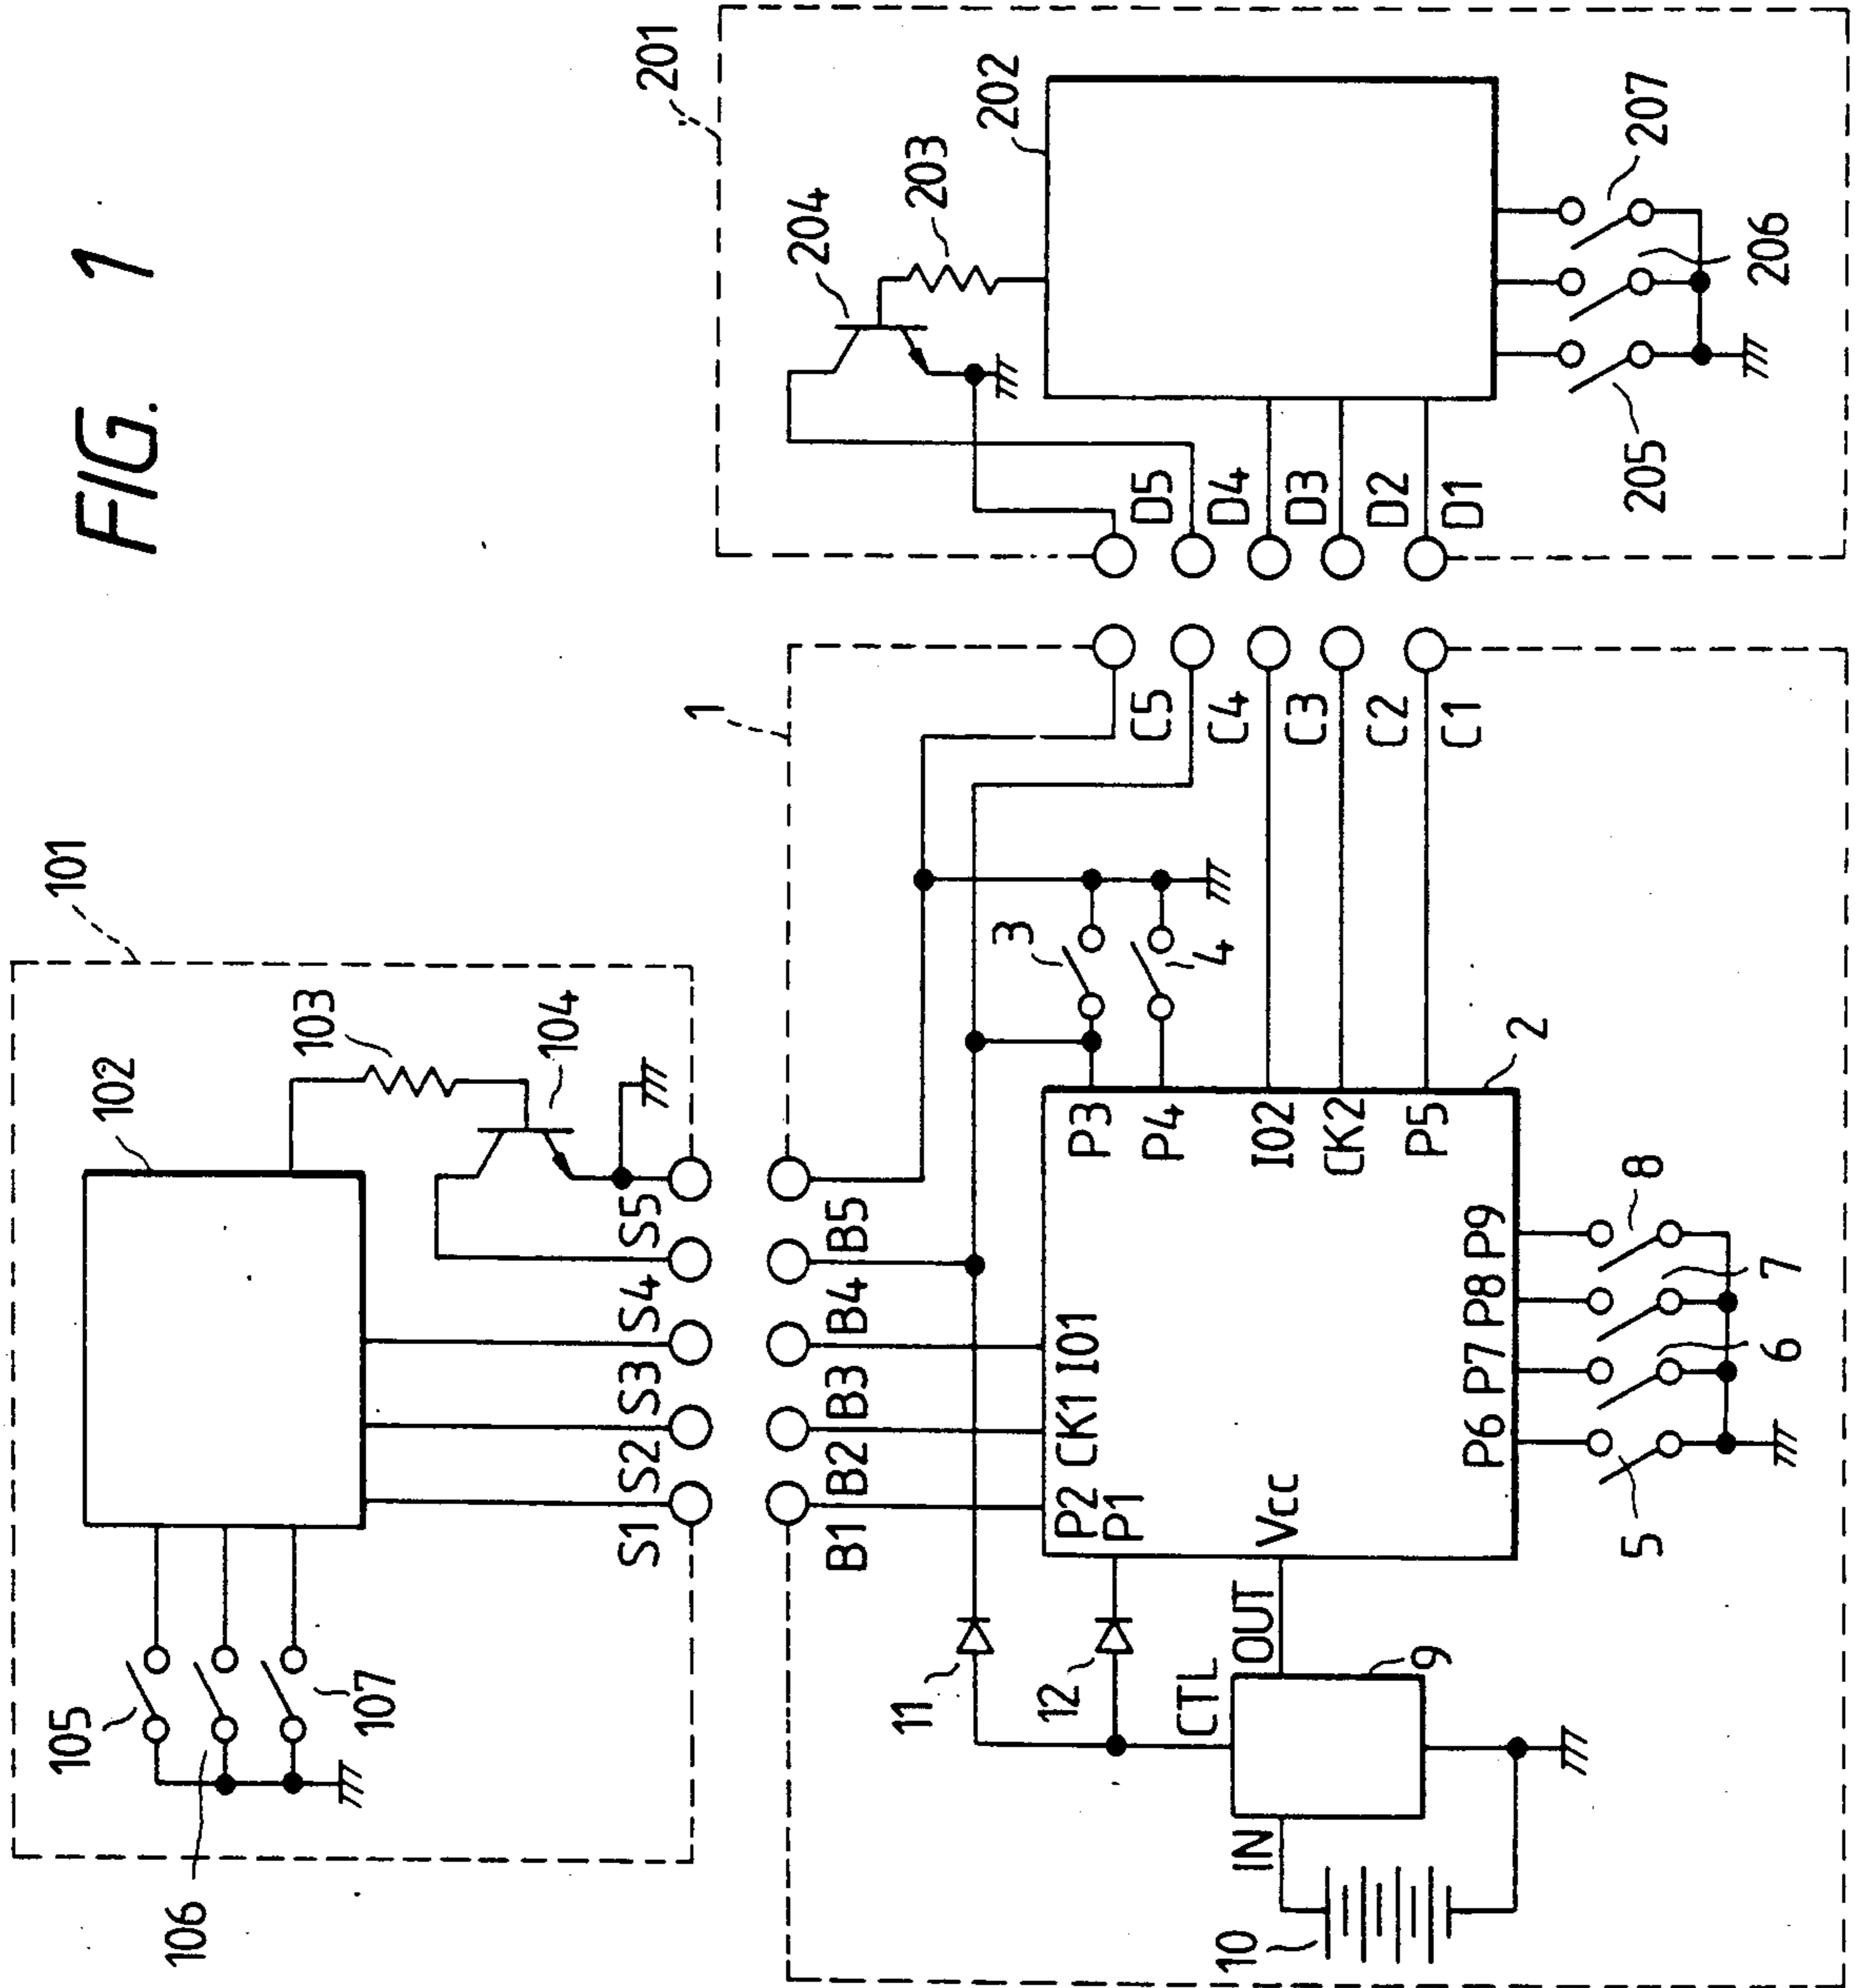 FIG. 1
101
102
103
104
105
106
107
S1 S2 S3 S4 S5
201
202
203
204
205
206
207
D5
D4
D3
D2
D1
1
B1 B2 B3 B4 B5
C5
C4
C3
C2
C1
2
3
4
P2 CK1 IO1
P1
P3
P4
IO2
CK2
P5
Vcc
P6 P7 P8 P9
5
6
7
8
9
10
11
12
CTL
OUT
IN